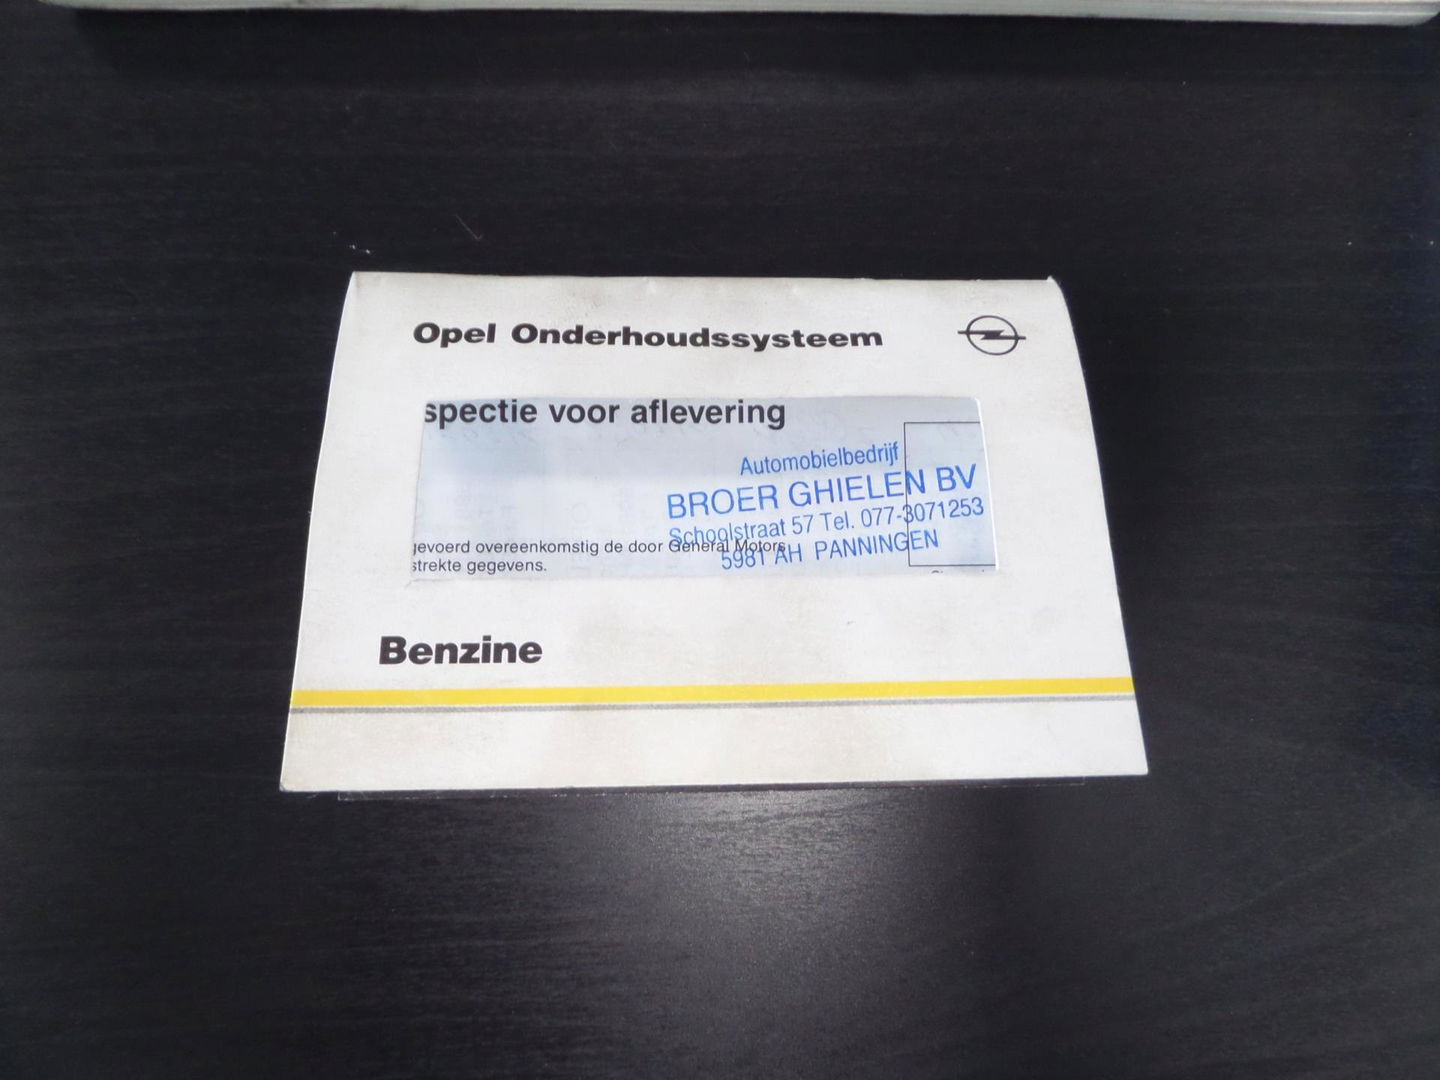 Opel Onderhoudssysteem
spectie voor aflevering
Automobielbedrijf
BROER GHIELEN BV
Schoolstraat 57 Tel. 077-3071253
5981 AH PANNINGEN
gevoerd overeenkomstig de door General Motors
strekte gegevens.
Benzine